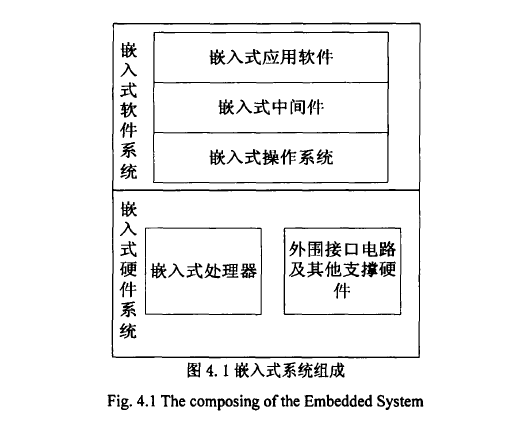 嵌入式软件系统
嵌入式应用软件
嵌入式中间件
嵌入式操作系统
嵌入式硬件系统
嵌入式处理器
外围接口电路
及其他支撑硬
件
图4.1嵌入式系统组成
Fig. 4.1 The composing of the Embedded System